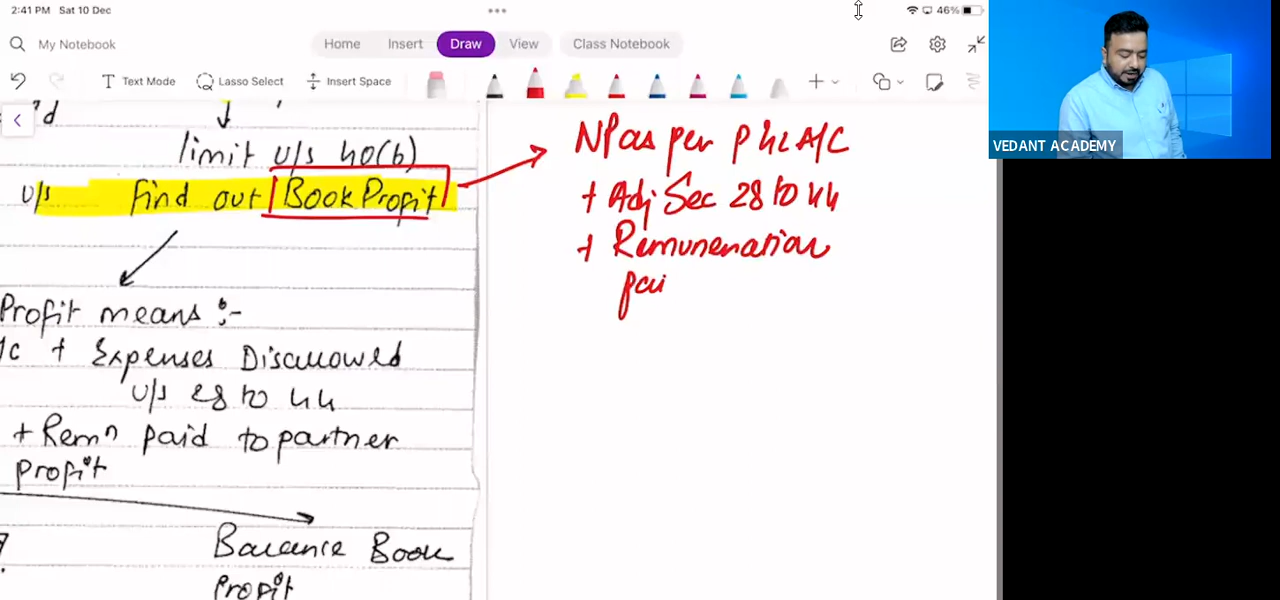 2:41 PM Sat 10 Dec
46%
My Notebook
Home Insert Draw View Class Notebook
Text Mode Lasso Select Insert Space
VEDANT ACADEMY
limit u/s 40(b)
u/s find out Book Profit
Profit means :-
/c + Expenses Disallowed
u/s 28 to 44
+ Remn paid to partner
profit
Balance Book
profit
NP as per P&L A/C
+ Adj Sec 28 to 44
+ Remuneration
pai